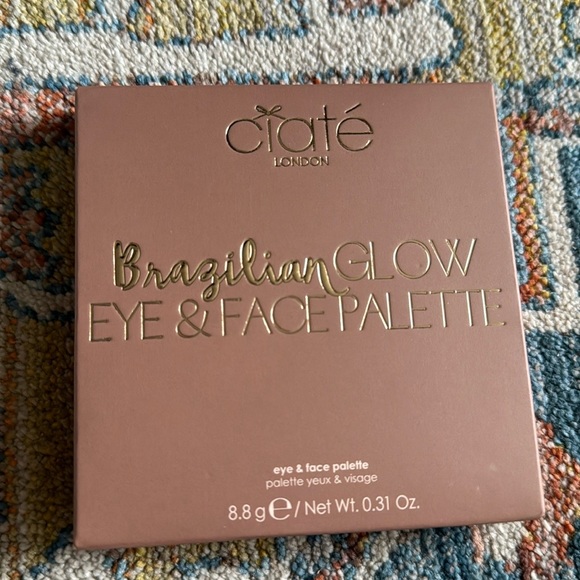 ciaté
LONDON
Brazilian GLOW
EYE & FACE PALETTE
eye & face palette
palette yeux & visage
8.8 g ℮ / Net Wt. 0.31 Oz.